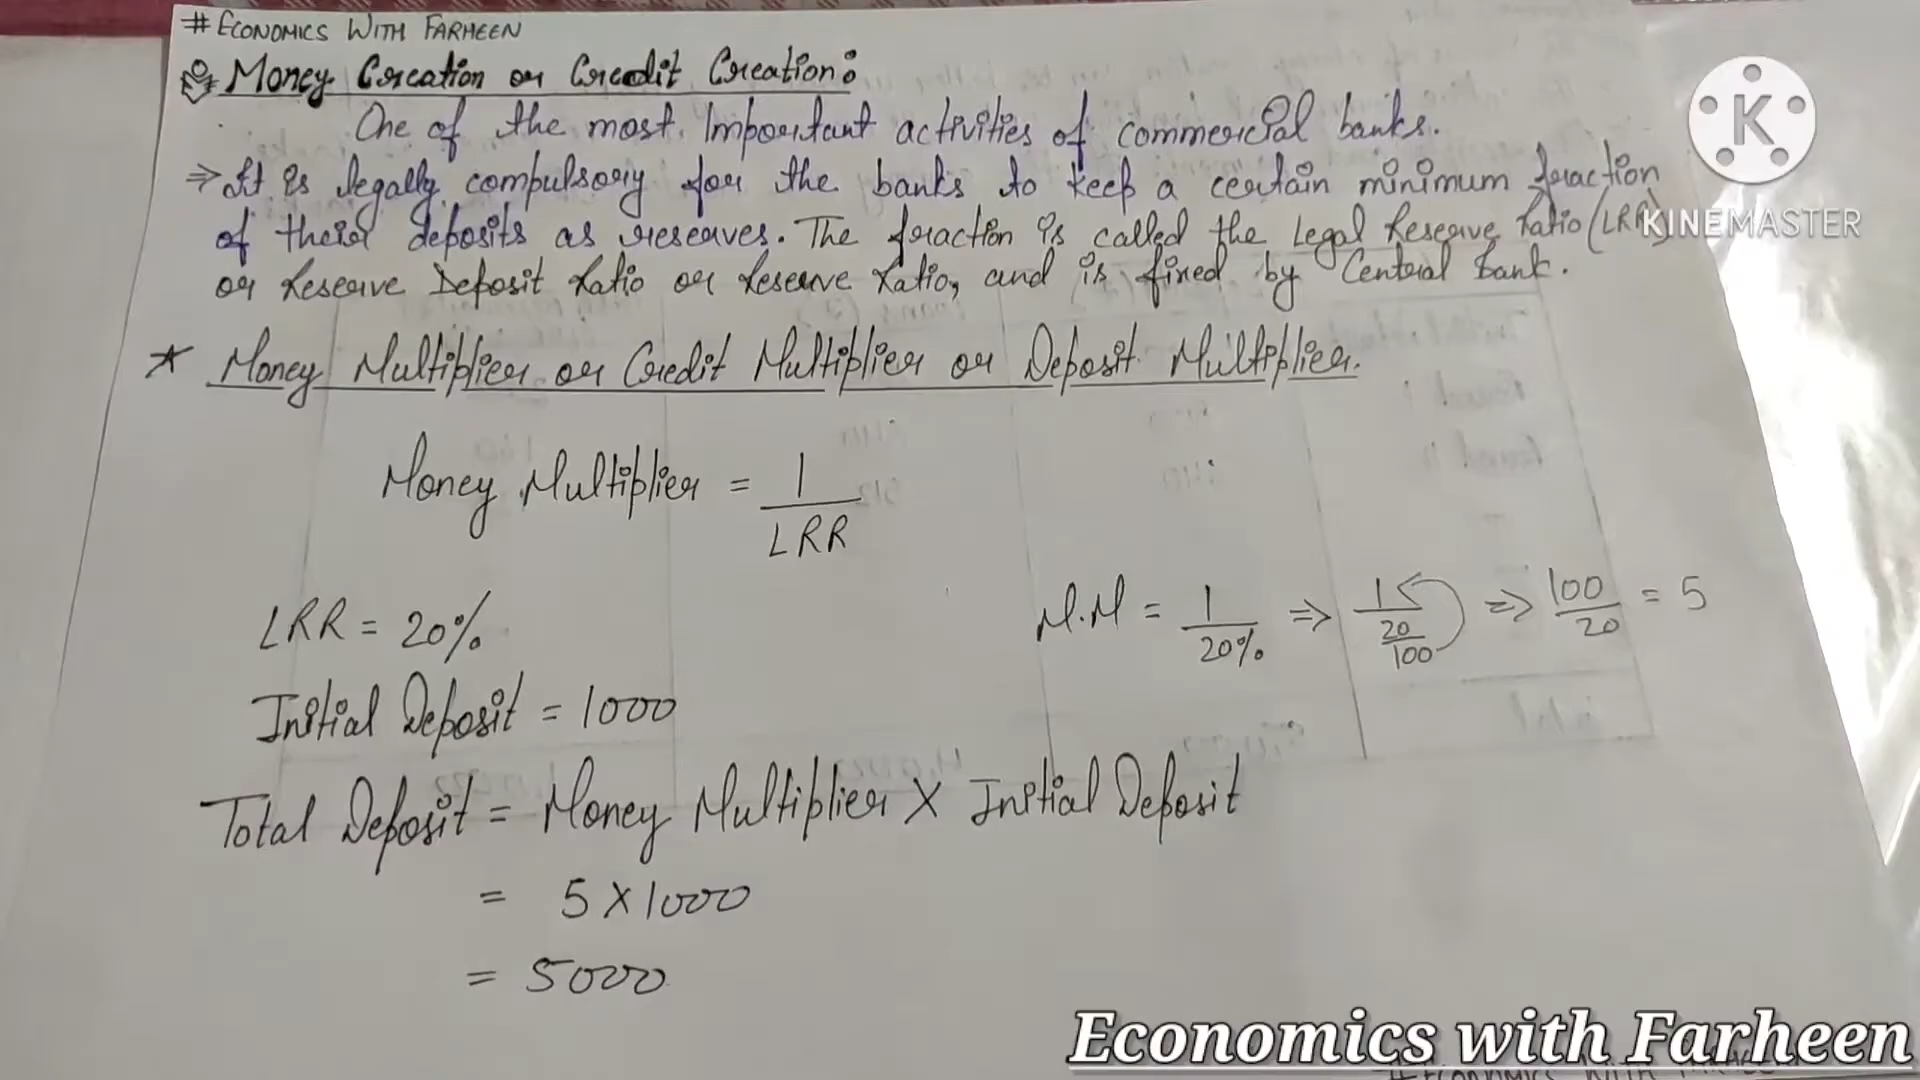 # ECONOMICS WITH FARHEEN
Money Creation or Credit Creation:
One of the most Important activities of commercial banks.
⇒ It is legally compulsory for the banks to keep a certain minimum fraction
of their deposits as reserves. The fraction is called the Legal Reserve Ratio (LRR)
or Reserve Deposit Ratio or Reserve Ratio, and is fixed by Central Bank.
K
KINEMASTER
* Money Multiplier or Credit Multiplier or Deposit Multiplier.
Money Multiplier = 1/LRR
LRR = 20%
M.M = 1/20% ⇒ 1/(20/100) ⇒ 100/20 = 5
Initial Deposit = 1000
Total Deposit = Money Multiplier X Initial Deposit
= 5 X 1000
= 5000
Economics with Farheen